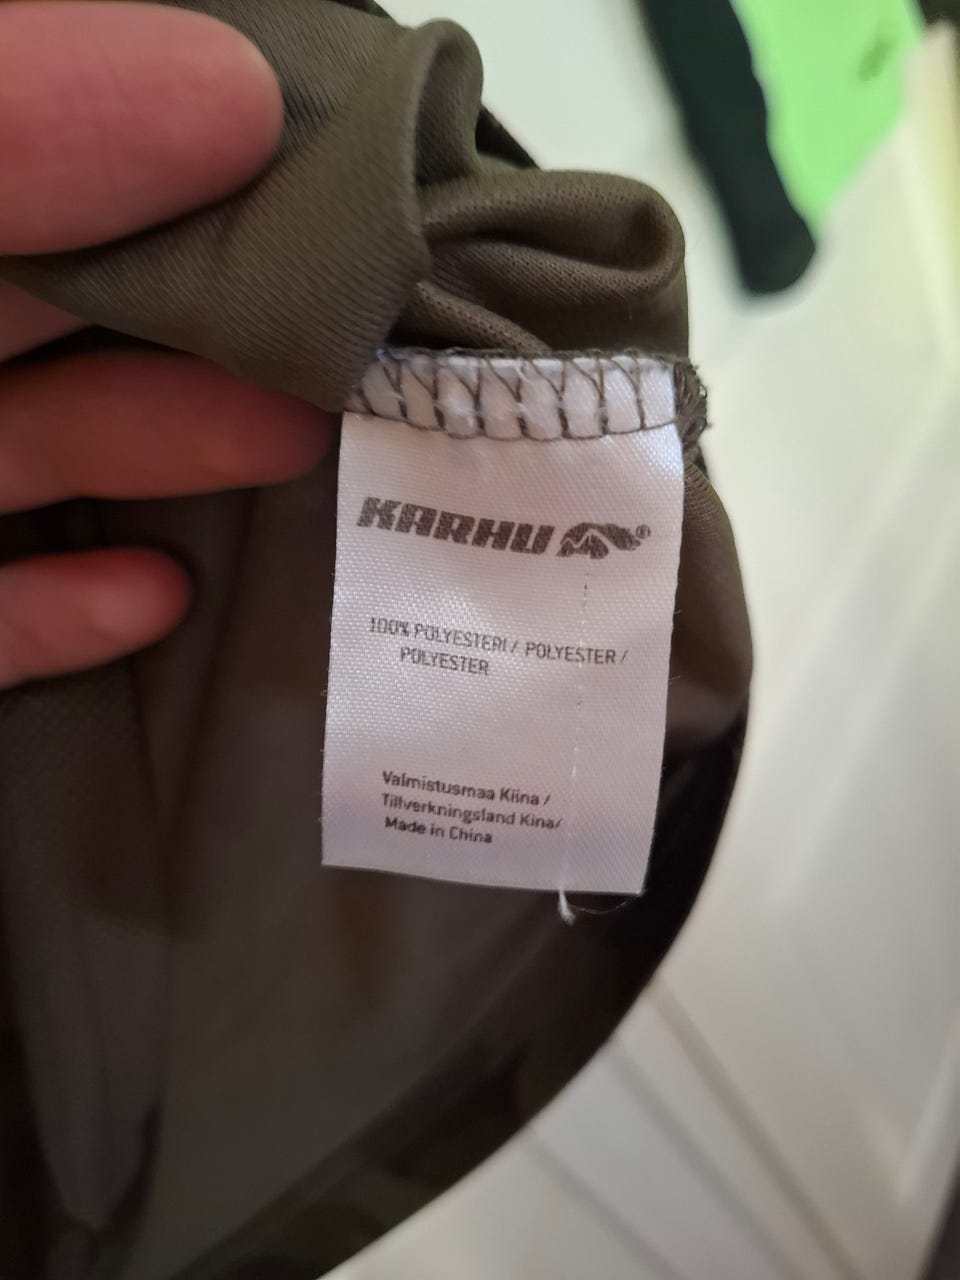 KARHU ®
100% POLYESTERI / POLYESTER /
POLYESTER
Valmistusmaa Kiina /
Tillverkningsland Kina/
Made in China